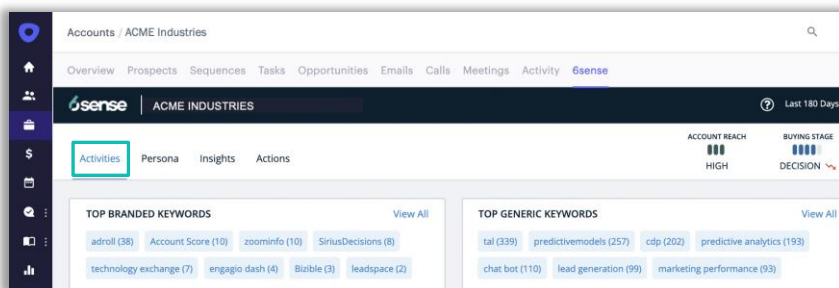 Accounts / ACME Industries
Overview Prospects Sequences Tasks Opportunities Emails Calls Meetings Activity 6sense
6sense ACME INDUSTRIES Last 180 Days
Activities Persona Insights Actions
ACCOUNT REACH
HIGH
BUYING STAGE
DECISION
TOP BRANDED KEYWORDS View All
adroll (38) Account Score (10) zoominfo (10) SiriusDecisions (8)
technology exchange (7) engagio dash (4) Bizible (3) leadspace (2)
TOP GENERIC KEYWORDS View All
tal (339) predictivemodels (257) cdp (202) predictive analytics (193)
chat bot (110) lead generation (99) marketing performance (93)